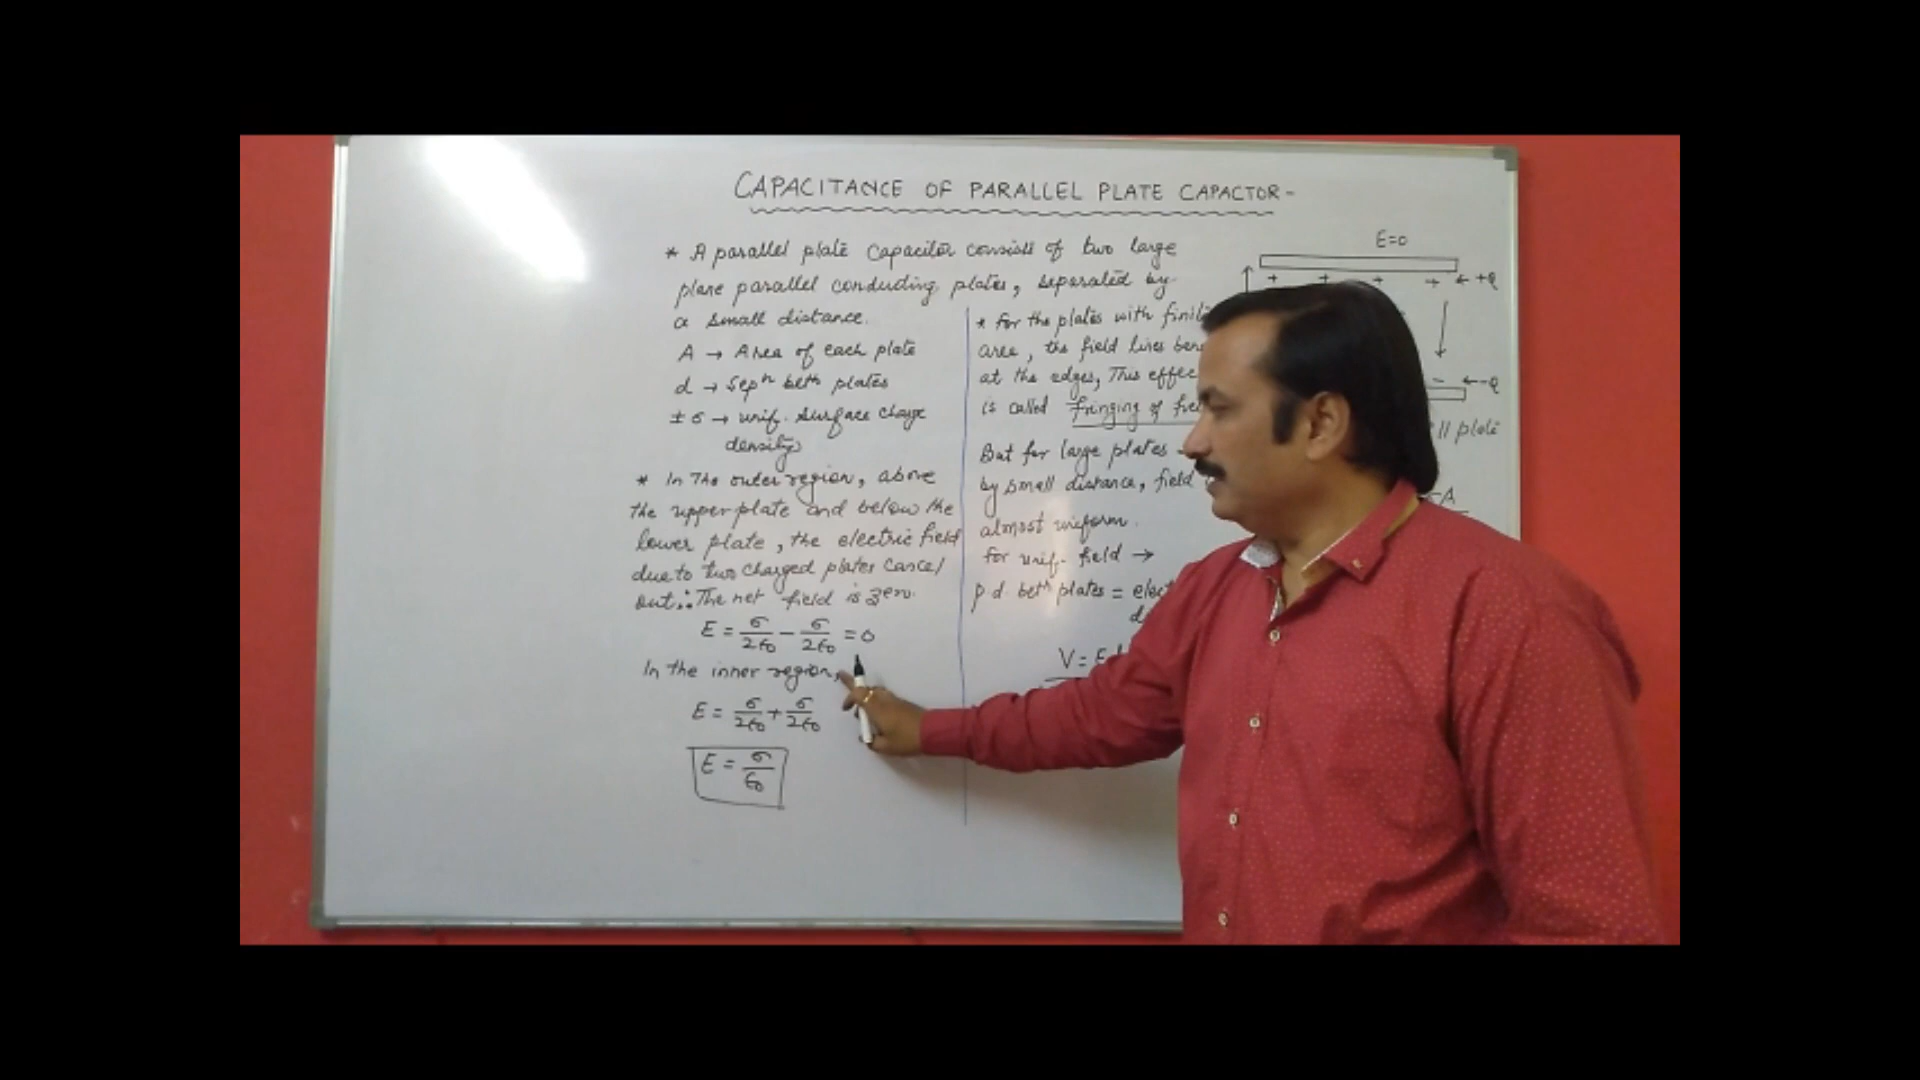 CAPACITANCE OF PARALLEL PLATE CAPACTOR-
* A parallel plate capacitor consists of two large
plane parallel conducting plates, separated by
a small distance.
A → Area of each plate
d → Sepⁿ betⁿ plates
± σ → unif. surface charge
density
* In the outer region, above
the upper plate and below the
lower plate, the electric field
due to two charged plates cancel
out ∴ The net field is zero.
E = σ/2ε₀ - σ/2ε₀ = 0
In the inner region,
E = σ/2ε₀ + σ/2ε₀
E = σ/ε₀
* for the plates with finite
area, the field lines
at the edges, This
is called fringing of
But for large plates -
by small distance, field
almost uniform.
for unif. field →
p.d. betⁿ plates =
V =
E=0
+ + + + ← +Q
- ← -Q
|| plate
A